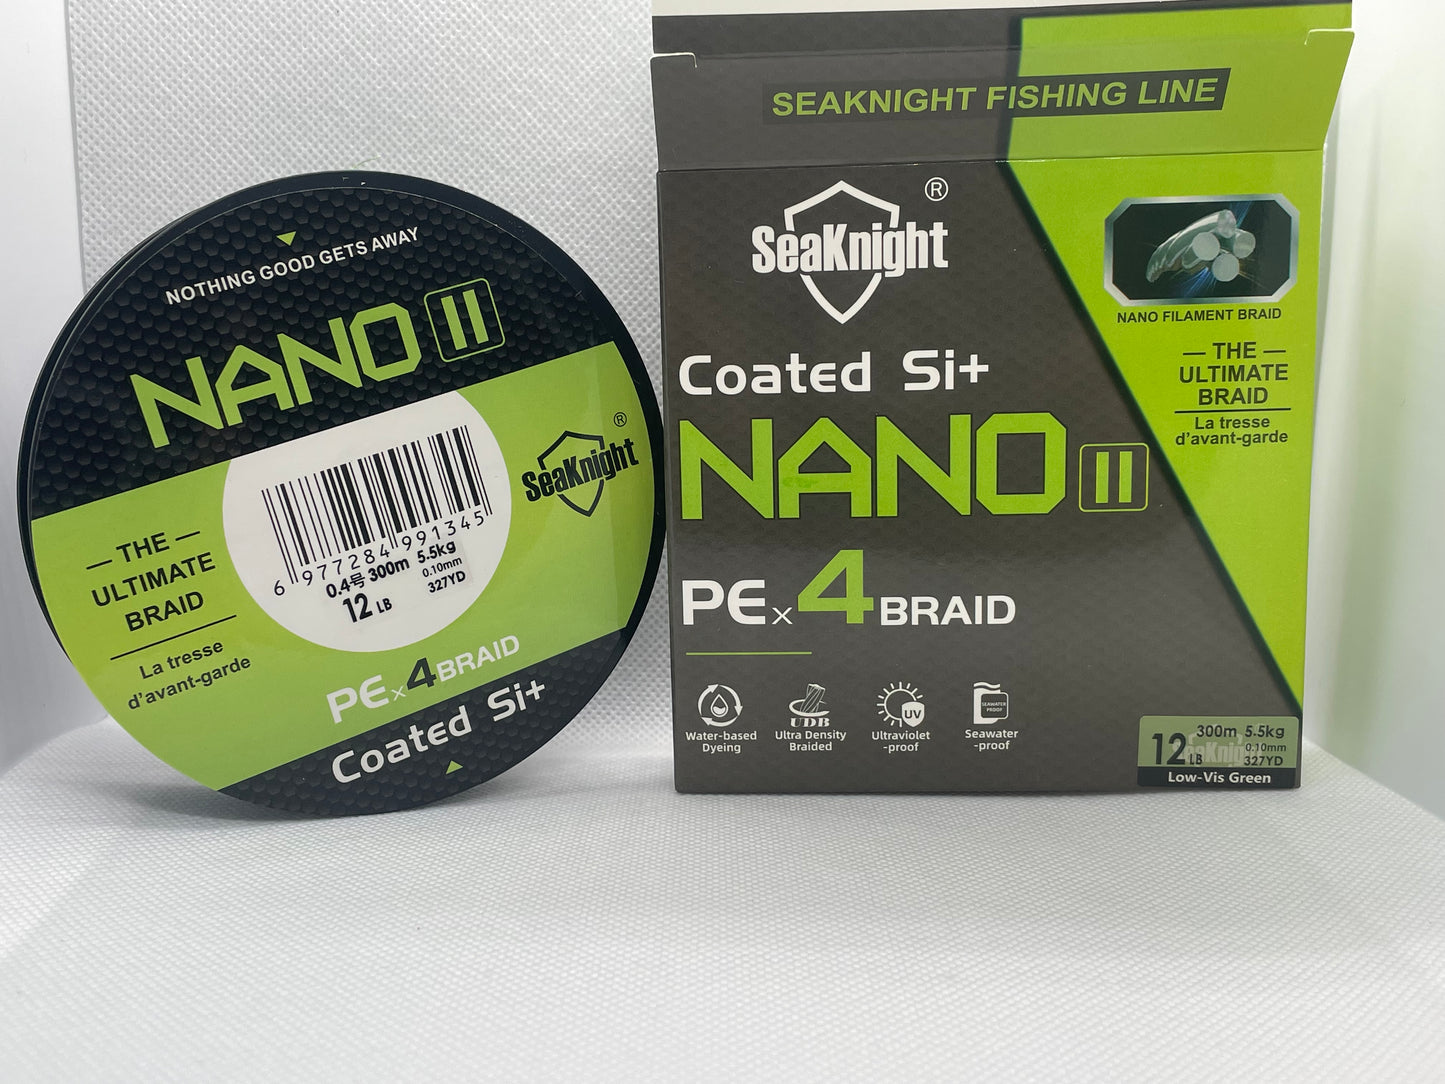 NOTHING GOOD GETS AWAY
NANO II
SeaKnight ®
6 977284 991345
0.4号 300m 5.5kg
0.10mm
12 LB 327YD
— THE —
ULTIMATE
BRAID
La tresse
d'avant-garde
PE x 4 BRAID
Coated Si+
SEAKNIGHT FISHING LINE
SeaKnight ®
Coated Si+
NANO II
PE x 4 BRAID
Water-based
Dyeing
UDB
Ultra Density
Braided
UV
Ultraviolet
-proof
SEAWATER
PROOF
Seawater
-proof
NANO FILAMENT BRAID
— THE —
ULTIMATE
BRAID
La tresse
d'avant-garde
300m 5.5kg
12 LB 0.10mm
SeaKnight 327YD
Low-Vis Green